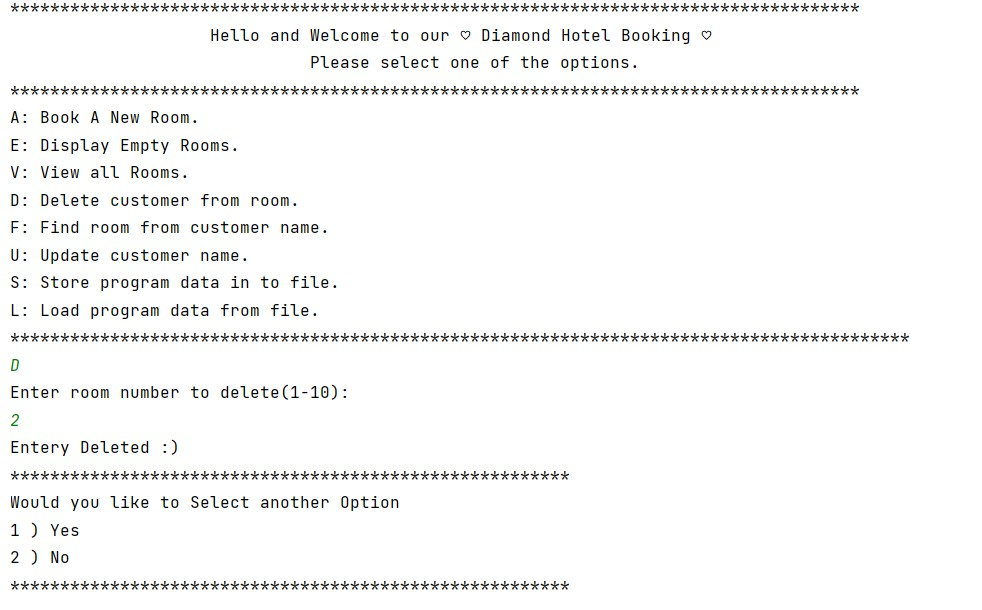 *************************************************************************************
Hello and Welcome to our ♡ Diamond Hotel Booking ♡
Please select one of the options.
*************************************************************************************
A: Book A New Room.
E: Display Empty Rooms.
V: View all Rooms.
D: Delete customer from room.
F: Find room from customer name.
U: Update customer name.
S: Store program data in to file.
L: Load program data from file.
******************************************************************************************
D
Enter room number to delete(1-10):
2
Entery Deleted :)
********************************************************
Would you like to Select another Option
1 ) Yes
2 ) No
********************************************************